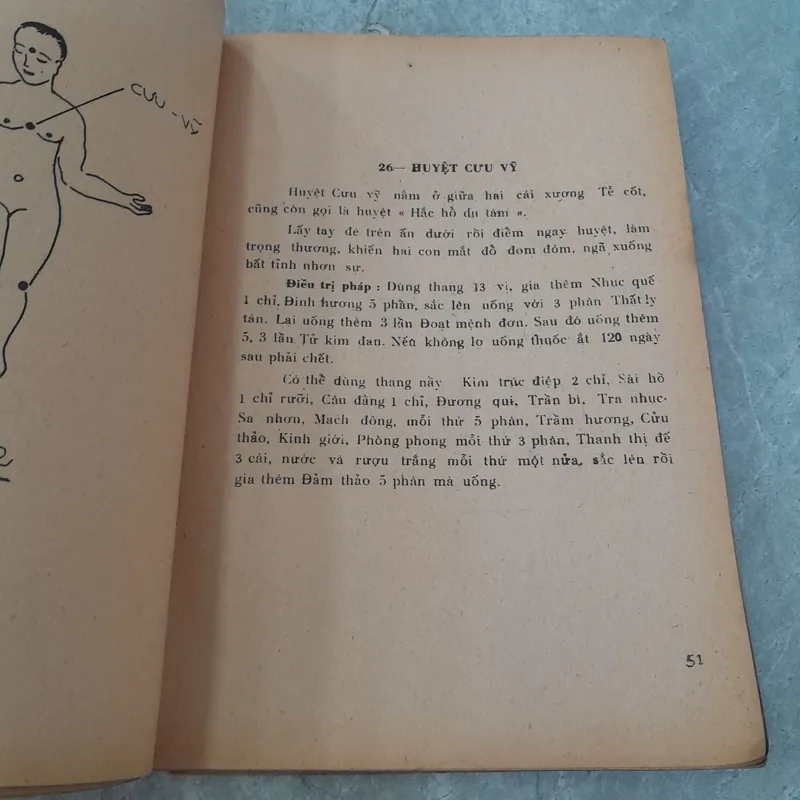 CƯU - VỸ
26— HUYỆT CƯU VỸ
Huyệt Cưu vỹ nằm ở giữa hai cái xương Tễ cốt,
cũng còn gọi là huyệt « Hắc hổ du tâm ».
Lấy tay đè trên ấn dưới rồi điểm ngay huyệt, làm
trọng thương, khiến hai con mắt đổ đom đóm, ngã xuống
bất tỉnh nhơn sự.
Điều trị pháp : Dùng thang 13 vị, gia thêm Nhục quế
1 chỉ, Đinh hương 5 phần, sắc lên uống với 3 phân Thất ly
tán. Lại uống thêm 3 lần Đoạt mệnh đơn. Sau đó uống thêm
5, 3 lần Tử kim đan. Nếu không lo uống thuốc ắt 120 ngày
sau phải chết.
Có thể dùng thang nầy Kim trúc điệp 2 chỉ, Sài hồ
1 chỉ rưỡi, Câu đằng 1 chỉ, Đương qui, Trần bì, Tra nhục.
Sa nhơn, Mạch đông, mỗi thứ 5 phân, Trầm hương, Cửu
thảo, Kinh giới, Phòng phong mỗi thứ 3 phân, Thanh thị đế
3 cái, nước và rượu trắng mỗi thứ một nửa, sắc lên rồi
gia thêm Đảm thảo 5 phân mà uống.
51